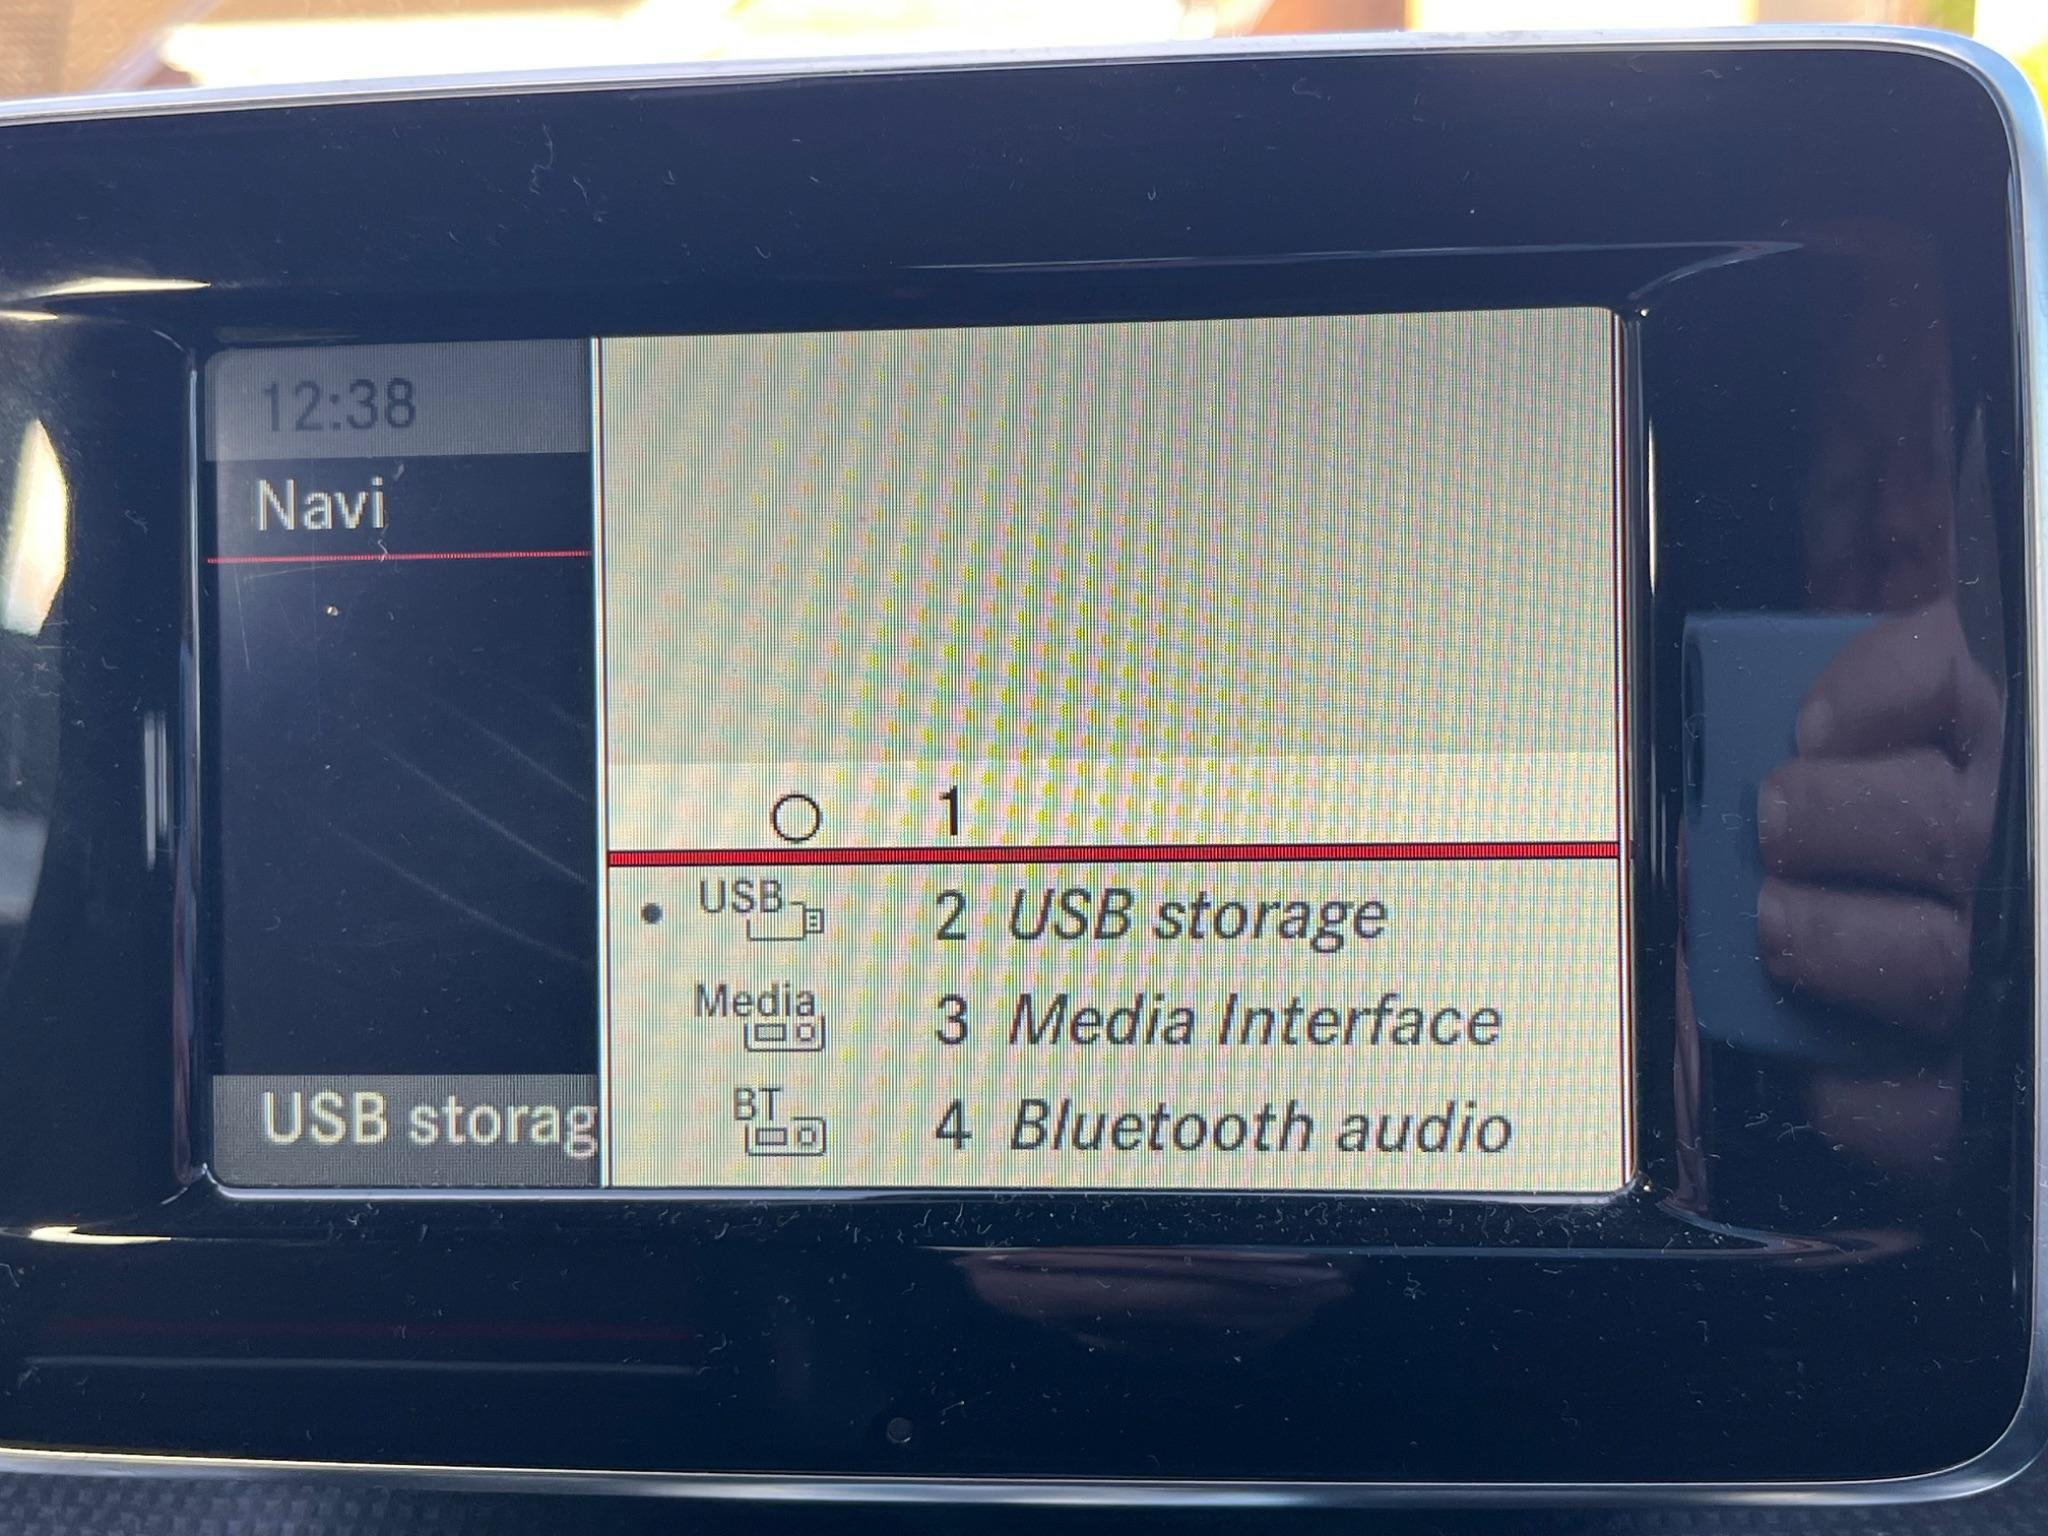 12:38
Navi
1
USB 2 USB storage
Media 3 Media Interface
BT 4 Bluetooth audio
USB storag